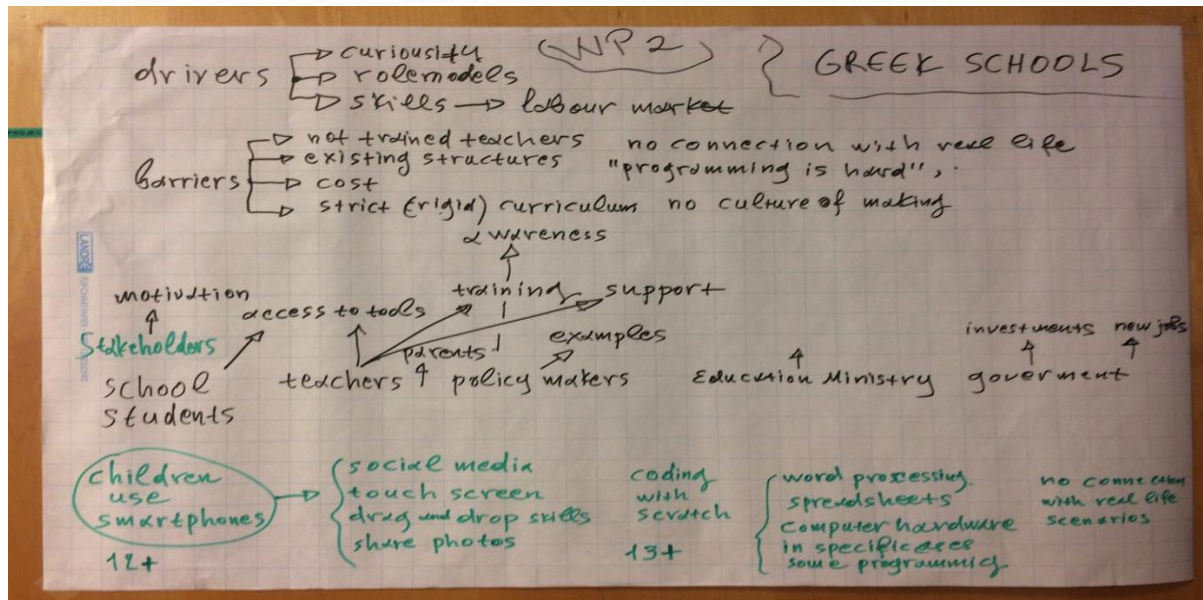 WP2
GREEK SCHOOLS
drivers
curiousity
rolemodels
skills → labour market
barriers
not trained teachers
existing structures
cost
strict (rigid) curriculum
no connection with real life
"programming is hard",
no culture of making
awareness
motivation
access to tools
training
support
examples
investments
new jobs
Stakeholders
parents
school
students
teachers
policy makers
Education Ministry
goverment
LANDRÉ
children
use
smartphones
12+
social media
touch screen
drag and drop skills
share photos
coding
with
scratch
13+
word processing
spreadsheets
computer hardware
in specific cases
some programmig
no connection
with real life
scenarios